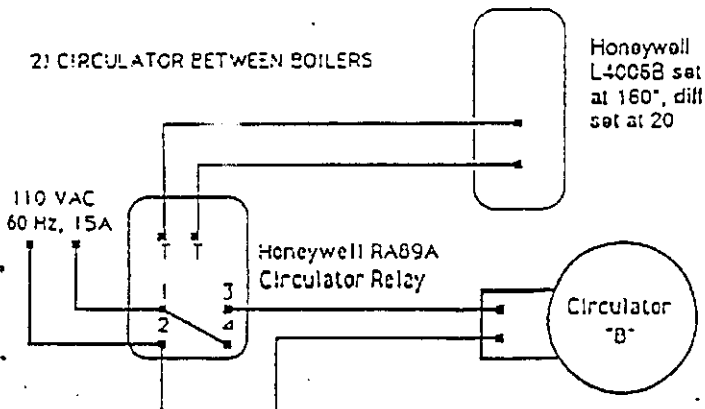 2) CIRCULATOR BETWEEN BOILERS
Honeywell
L4006B set
at 160°, diff
set at 20
110 VAC
60 Hz, 15A
T T
Honeywell RA89A
Circulator Relay
1
3
2
4
Circulator
"B"